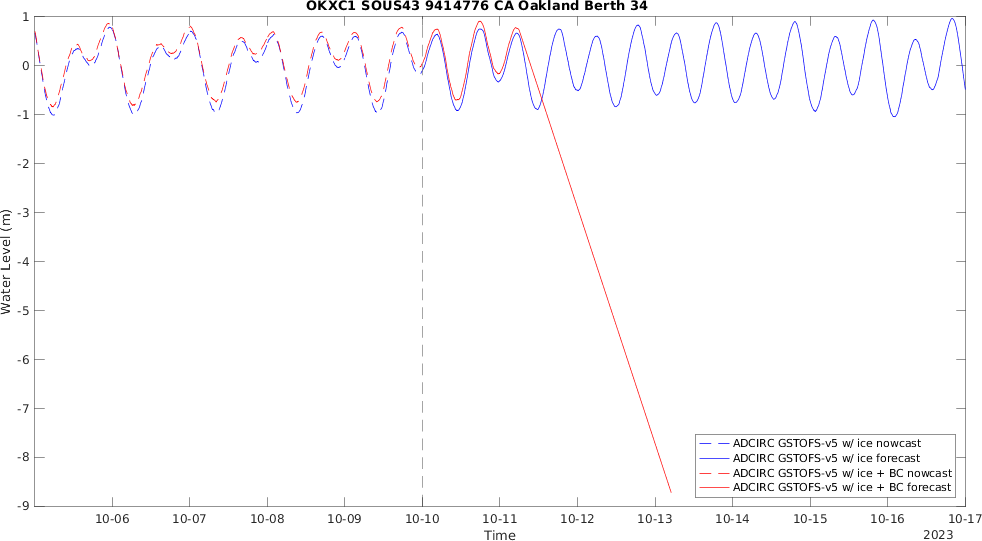 OKXC1 SOUS43 9414776 CA Oakland Berth 34
1
0
-1
-2
-3
-4
-5
-6
-7
-8
-9
Water Level (m)
ADCIRC GSTOFS-v5 w/ ice nowcast
ADCIRC GSTOFS-v5 w/ ice forecast
ADCIRC GSTOFS-v5 w/ ice + BC nowcast
ADCIRC GSTOFS-v5 w/ ice + BC forecast
10-06 10-07 10-08 10-09 10-10 10-11 10-12 10-13 10-14 10-15 10-16 10-17
Time
2023